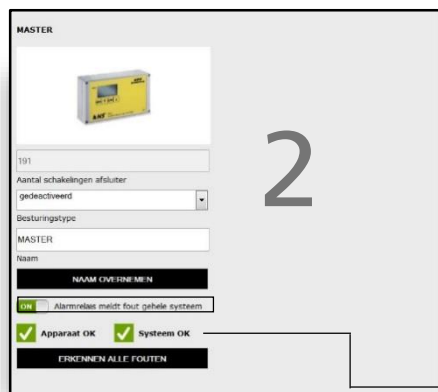 MASTER
191
Aantal schakelingen afsluiter
gedeactiveerd
Besturingstype
MASTER
Naam
NAAM OVERNEMEN
ON Alarmrelais meldt fout gehele systeem
Apparaat OK Systeem OK
ERKENNEN ALLE FOUTEN
2